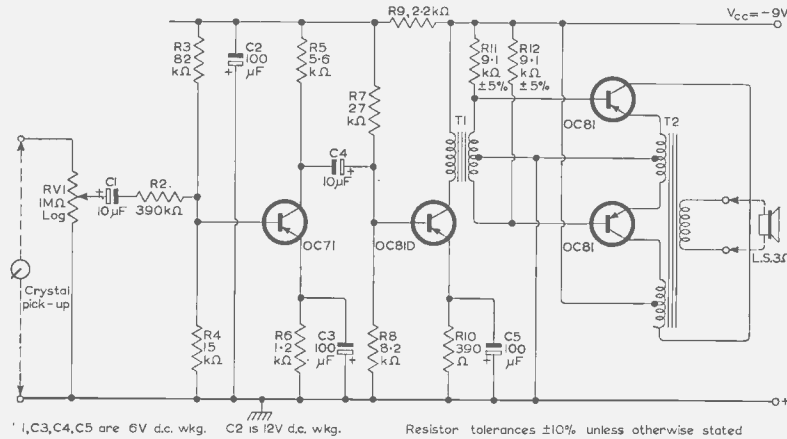 R9, 2.2kΩ
Vcc=-9V
R3
82
kΩ
C2
100
µF
+
R5
5.6
kΩ
R7
27
kΩ
R11
9.1
kΩ
±5%
R12
9.1
kΩ
±5%
OC81
T1
T2
C4
+
10µF
RV1
1MΩ
Log
+
C1
10µF
R2.
390kΩ
OC71
OC81D
OC81
L.S.3Ω
Crystal
pick-up
R4
15
kΩ
R6
1·2
kΩ
C3
100
µF
+
R8
8.2
kΩ
R10
390
Ω
C5
100
µF
+
+
1,C3,C4,C5 are 6V d.c. wkg. C2 is 12V d.c. wkg. Resistor tolerances ±10% unless otherwise stated